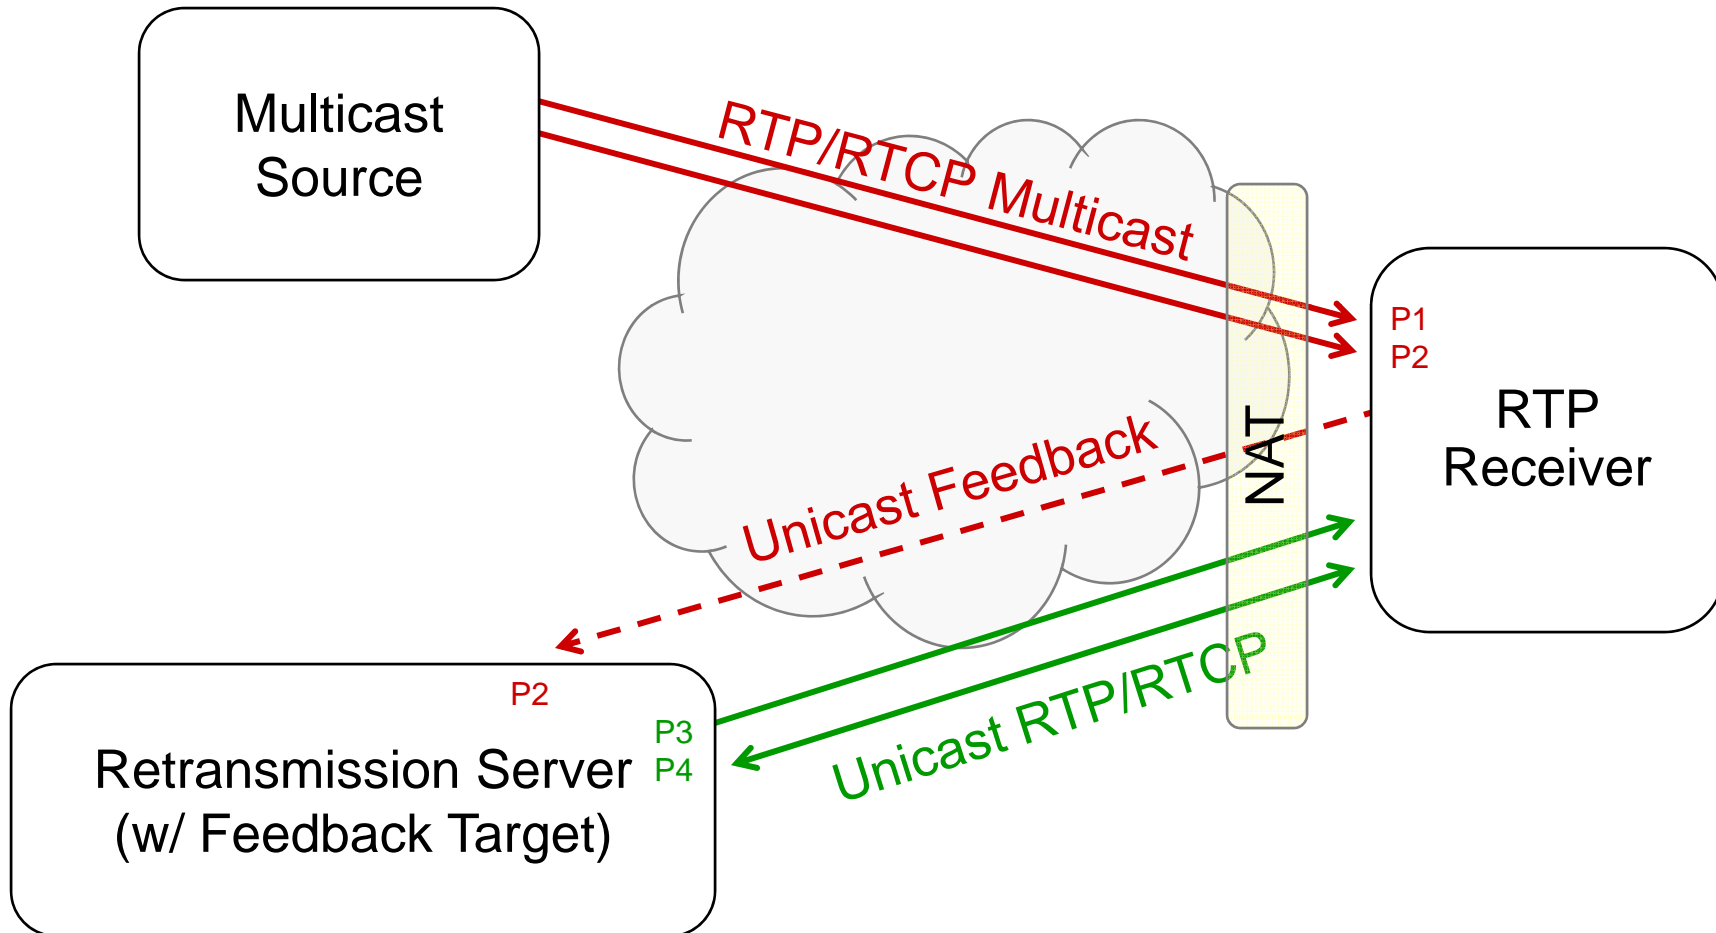 Multicast
Source
RTP/RTCP Multicast
P1
P2
RTP
Receiver
NAT
Unicast Feedback
P2
P3
P4
Unicast RTP/RTCP
Retransmission Server
(w/ Feedback Target)